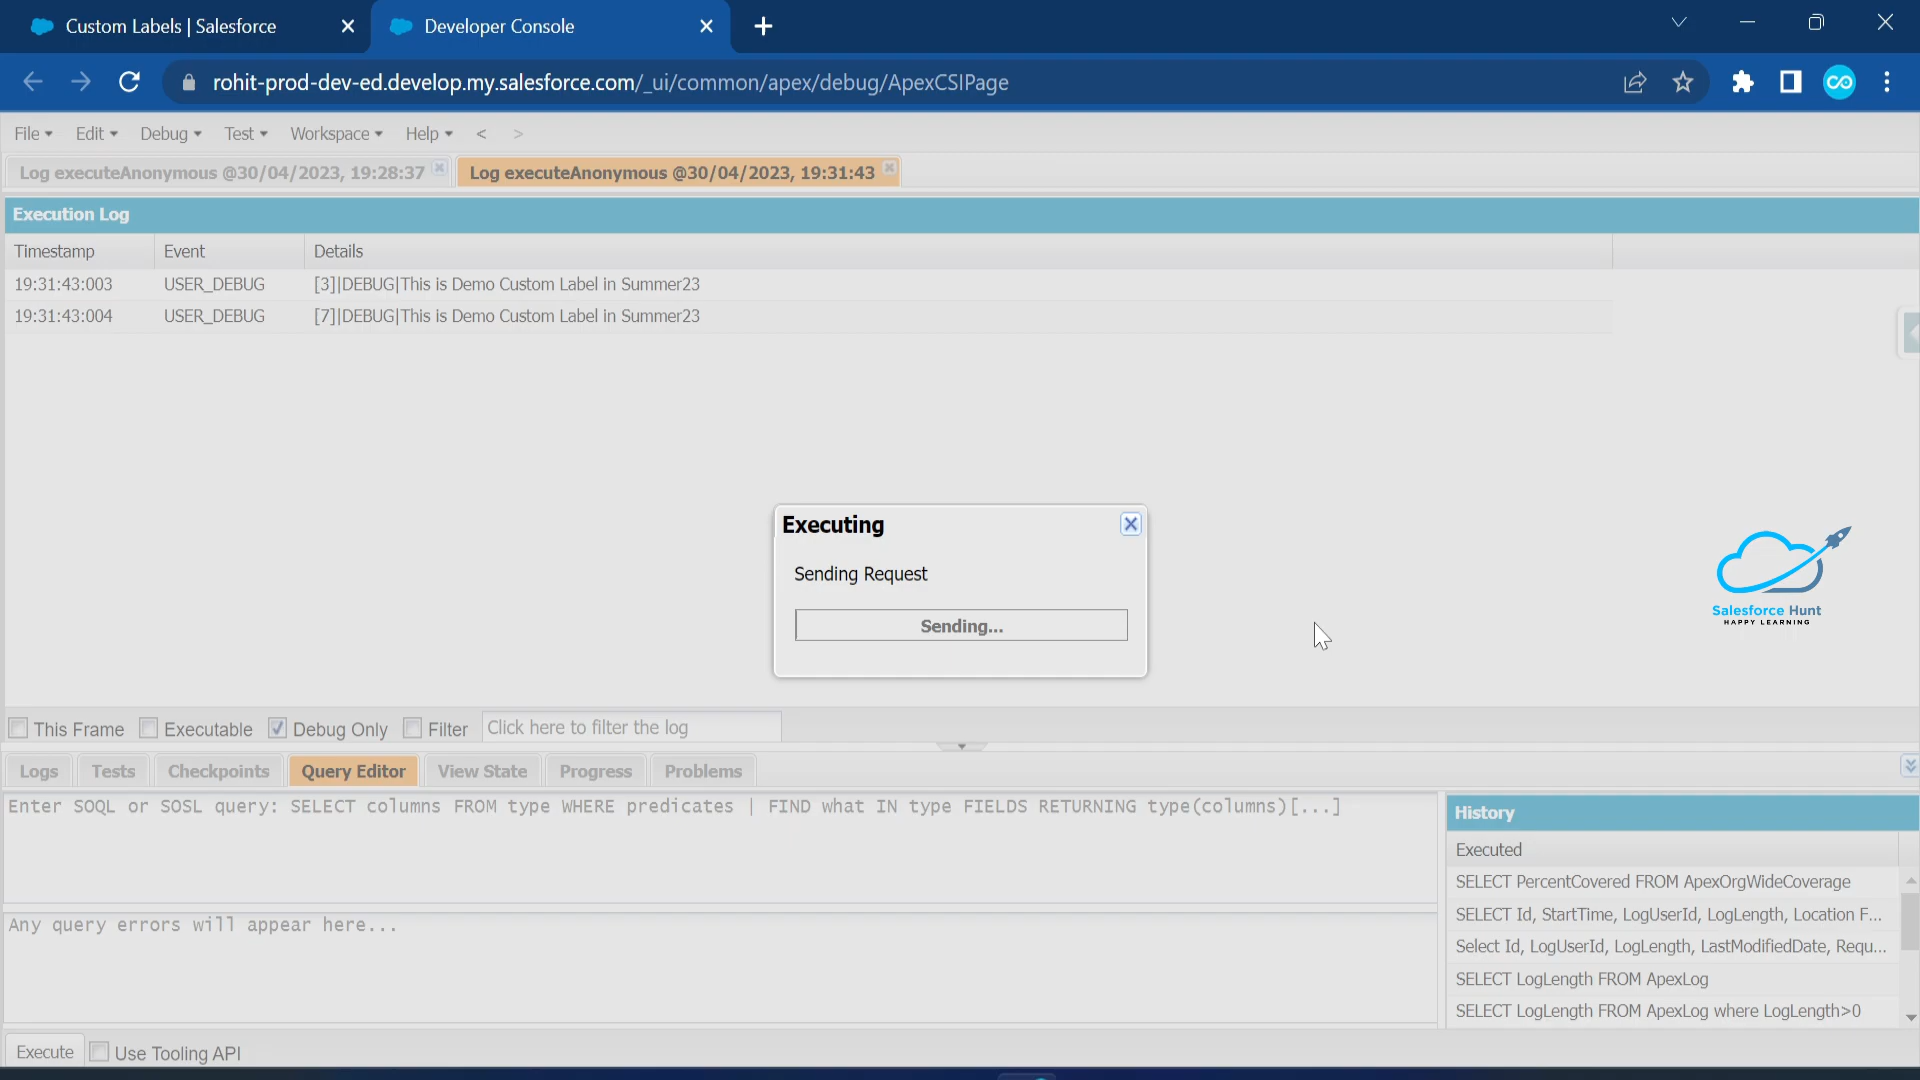 Custom Labels | Salesforce
Developer Console
rohit-prod-dev-ed.develop.my.salesforce.com/_ui/common/apex/debug/ApexCSIPage
File Edit Debug Test Workspace Help < >
Log executeAnonymous @30/04/2023, 19:28:37
Log executeAnonymous @30/04/2023, 19:31:43
Execution Log
Timestamp Event Details
19:31:43:003 USER_DEBUG [3]|DEBUG|This is Demo Custom Label in Summer23
19:31:43:004 USER_DEBUG [7]|DEBUG|This is Demo Custom Label in Summer23
Executing
Sending Request
Sending...
Salesforce Hunt
HAPPY LEARNING
This Frame Executable Debug Only Filter Click here to filter the log
Logs Tests Checkpoints Query Editor View State Progress Problems
Enter SOQL or SOSL query: SELECT columns FROM type WHERE predicates | FIND what IN type FIELDS RETURNING type(columns)[...]
Any query errors will appear here...
History
Executed
SELECT PercentCovered FROM ApexOrgWideCoverage
SELECT Id, StartTime, LogUserId, LogLength, Location F...
Select Id, LogUserId, LogLength, LastModifiedDate, Requ...
SELECT LogLength FROM ApexLog
SELECT LogLength FROM ApexLog where LogLength>0
Execute Use Tooling API